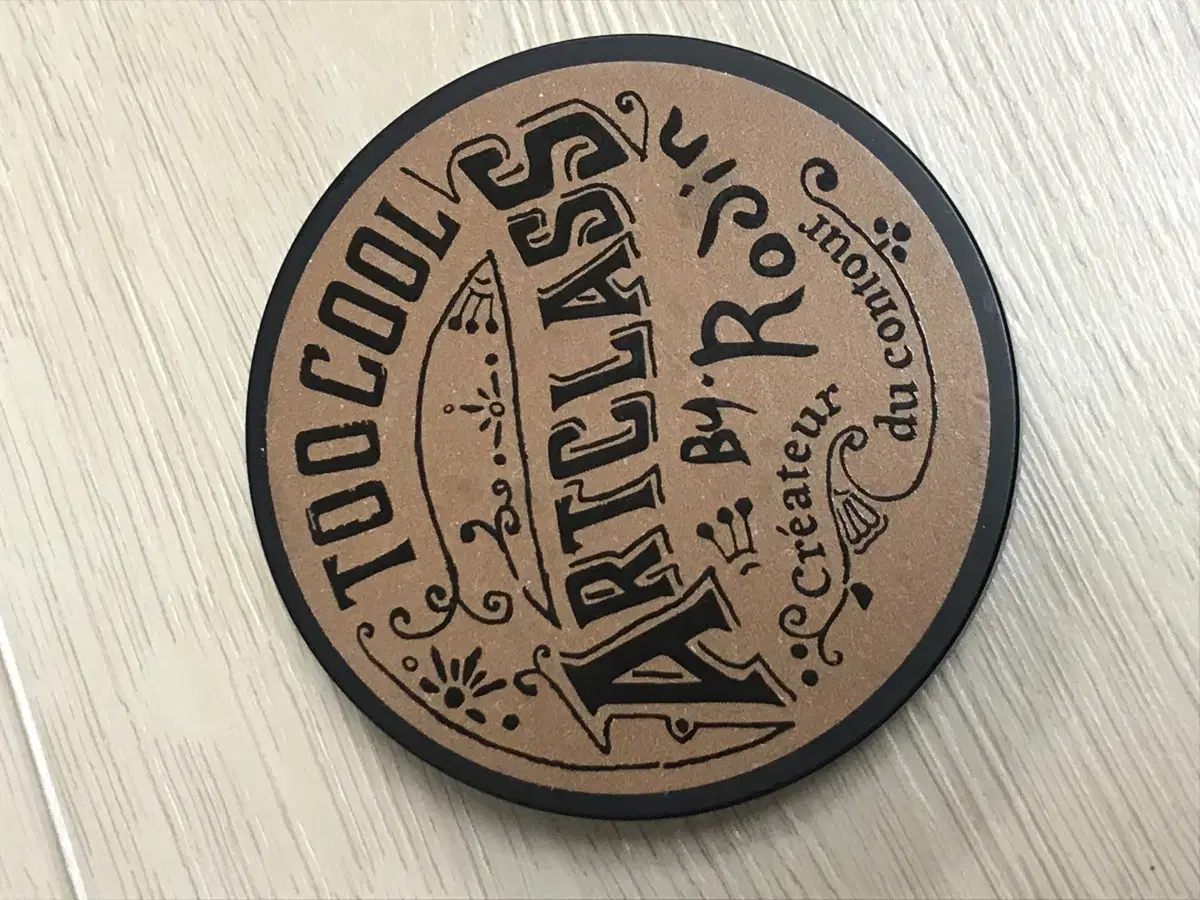 TOO COOL
ARTCLASS
By. RoDin
Créateur
du contour